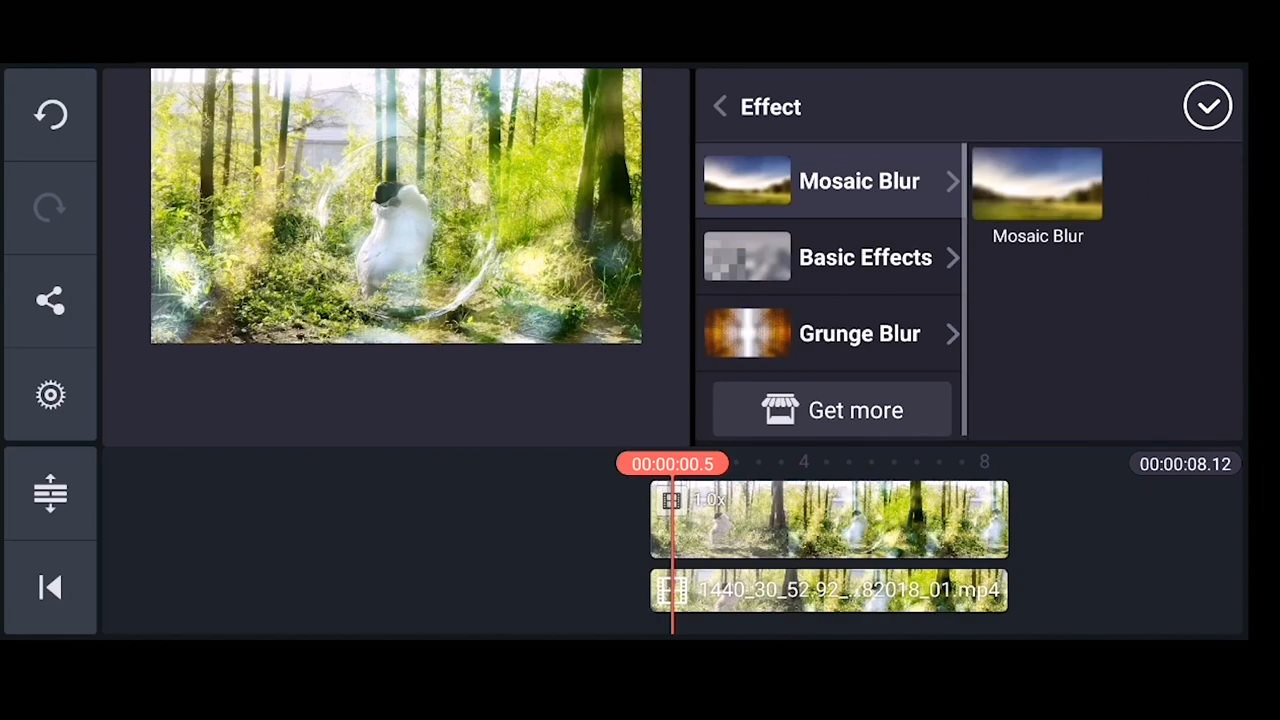 Effect
Mosaic Blur
Mosaic Blur
Basic Effects
Grunge Blur
Get more
00:00:00.5
4
8
00:00:08.12
1.0x
1440_30_52.92_...82018_01.mp4